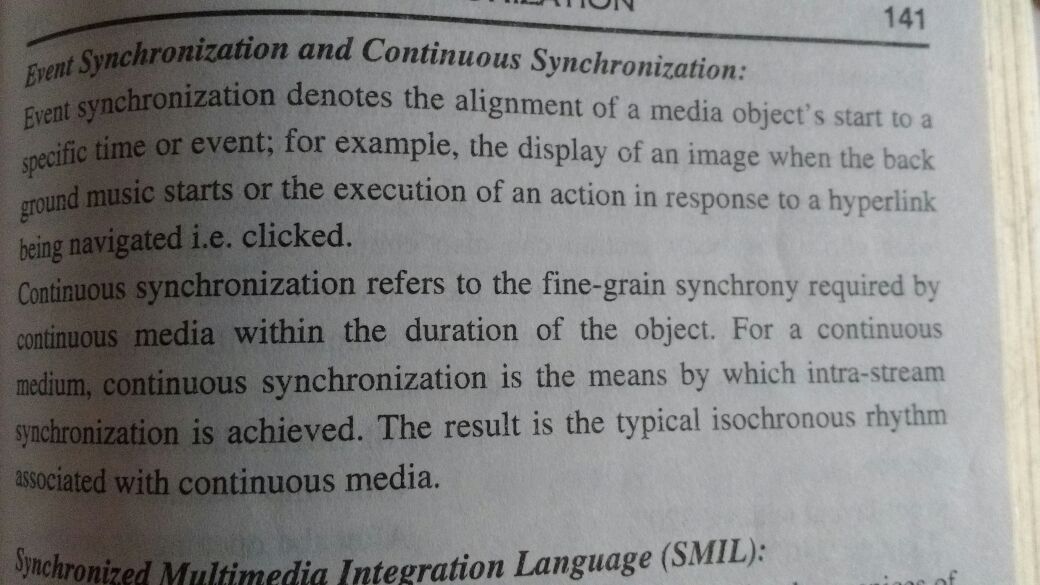 141
Event Synchronization and Continuous Synchronization:
Event synchronization denotes the alignment of a media object's start to a
specific time or event; for example, the display of an image when the back
ground music starts or the execution of an action in response to a hyperlink
being navigated i.e. clicked.
Continuous synchronization refers to the fine-grain synchrony required by
continuous media within the duration of the object. For a continuous
medium, continuous synchronization is the means by which intra-stream
synchronization is achieved. The result is the typical isochronous rhythm
associated with continuous media.
Synchronized Multimedia Integration Language (SMIL):
of